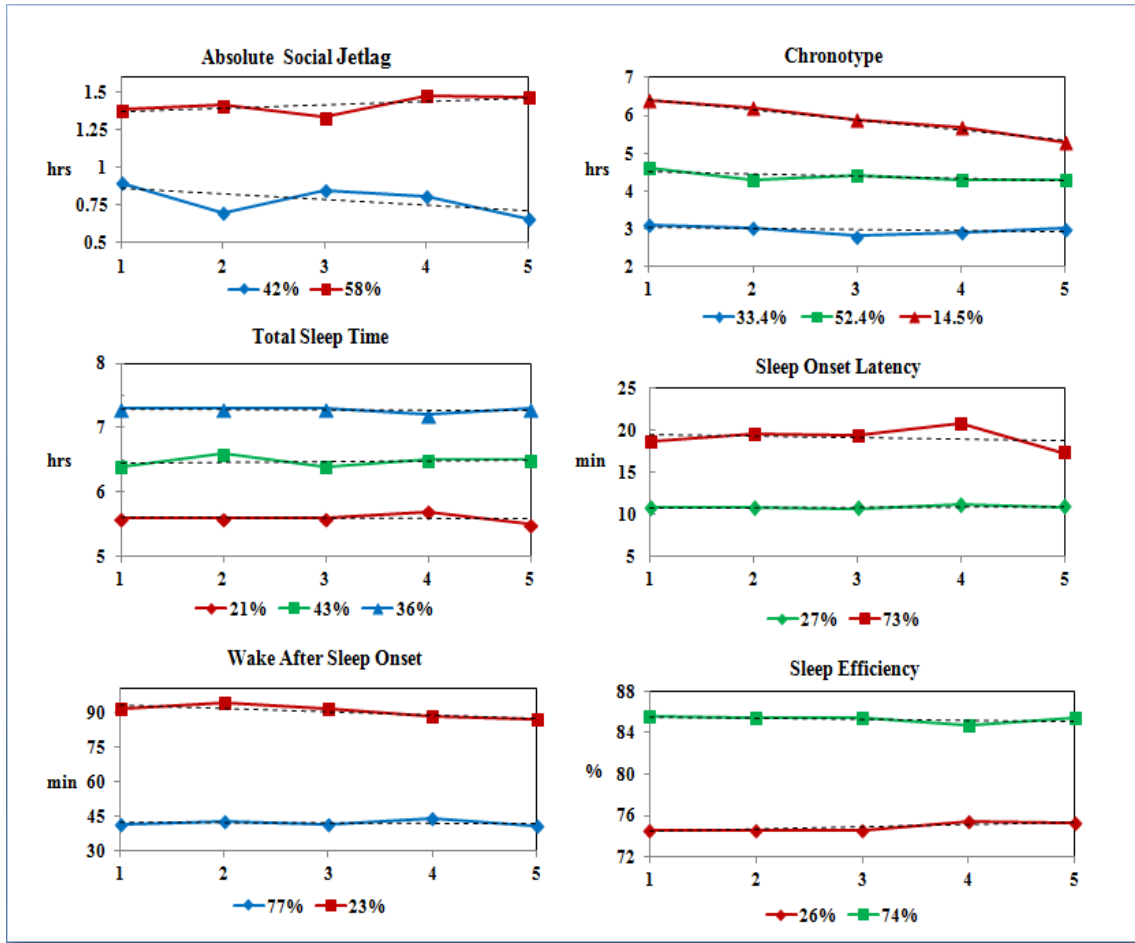 Absolute Social Jetlag
1.5
1.25
hrs
1
0.75
0.5
1 2 3 4 5
42% 58%
Chronotype
7
6
5
hrs
4
3
2
1 2 3 4 5
33.4% 52.4% 14.5%
Total Sleep Time
8
7
hrs
6
5
1 2 3 4 5
21% 43% 36%
Sleep Onset Latency
25
20
min
15
10
5
1 2 3 4 5
27% 73%
Wake After Sleep Onset
90
75
min
60
45
30
1 2 3 4 5
77% 23%
Sleep Efficiency
88
84
%
80
76
72
1 2 3 4 5
26% 74%